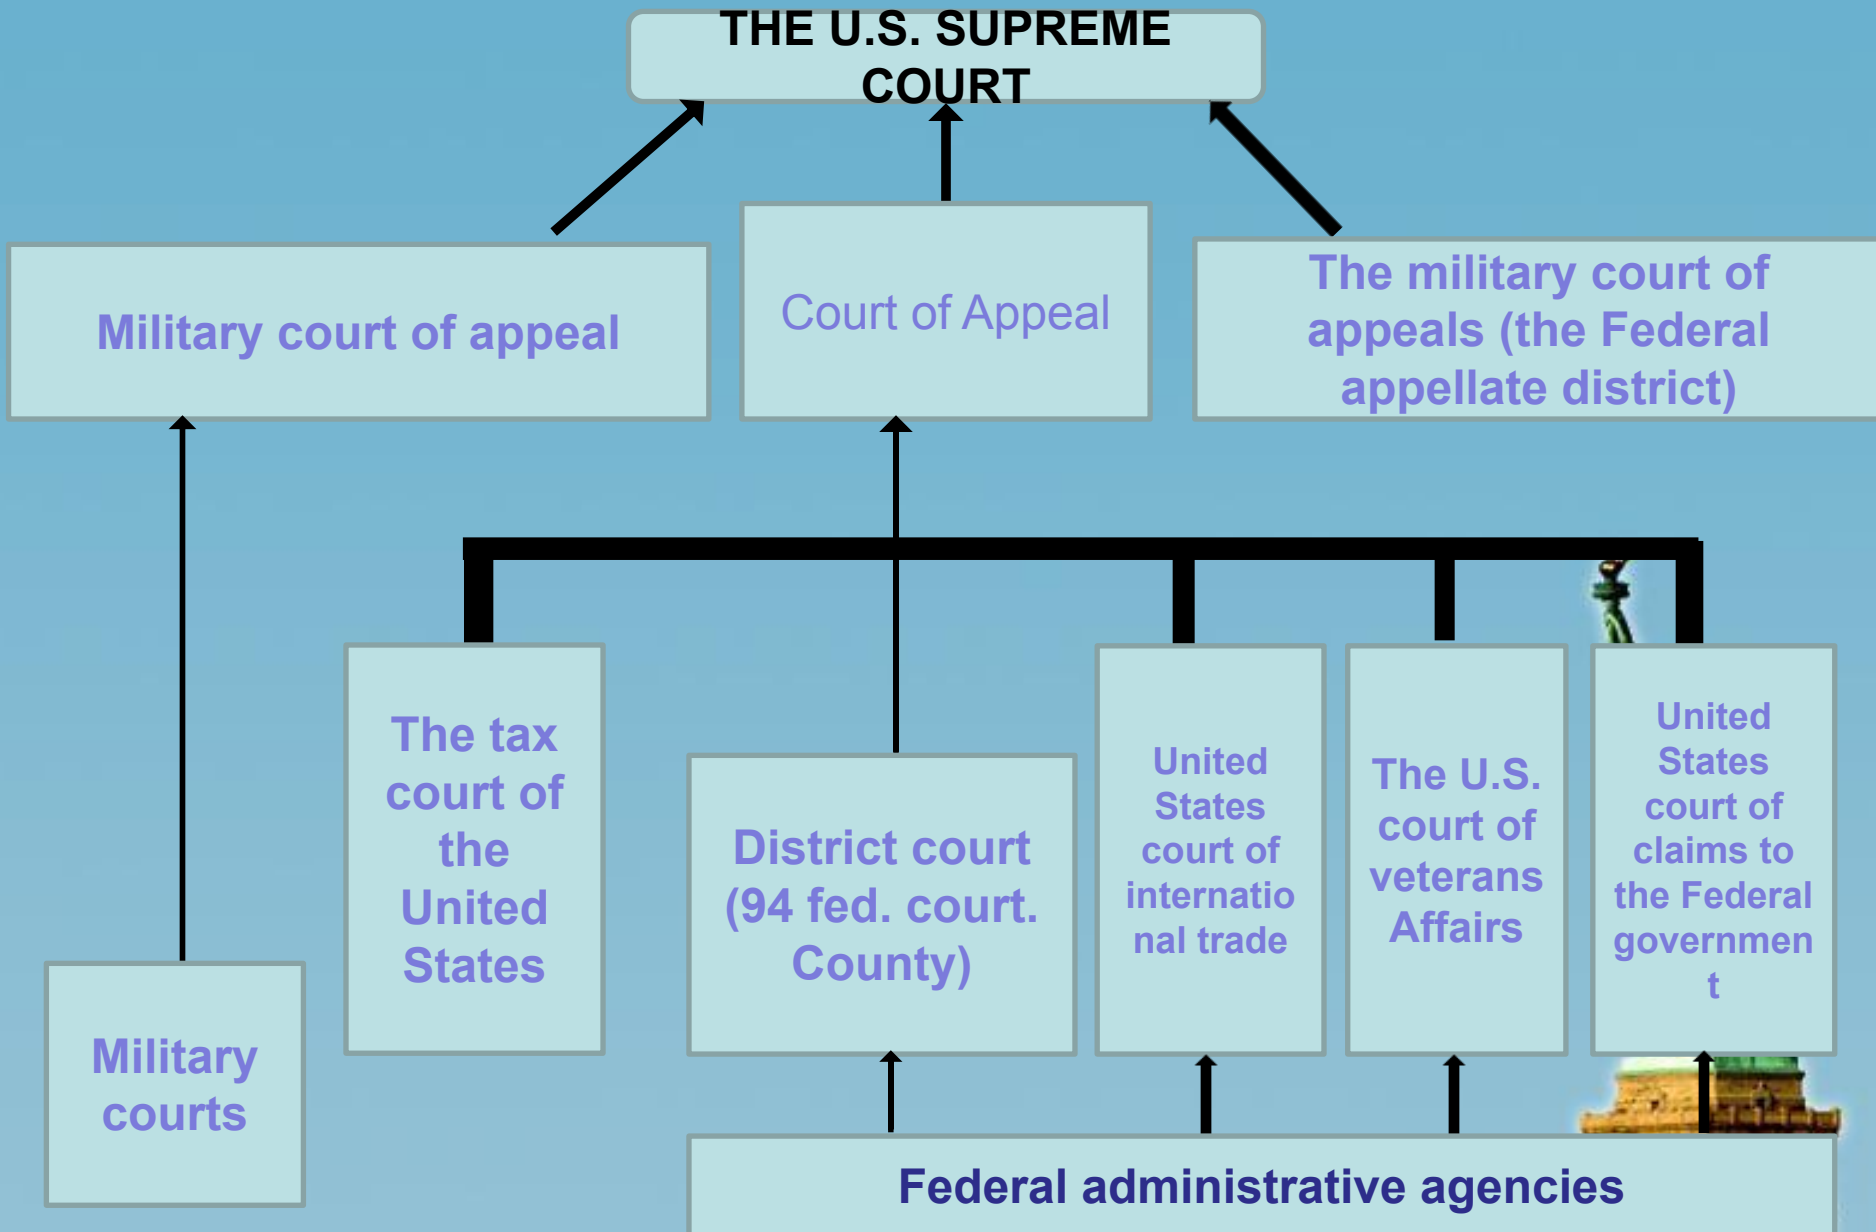 THE U.S. SUPREME
COURT
Military court of appeal
Court of Appeal
The military court of
appeals (the Federal
appellate district)
The tax
court of
the
United
States
District court
(94 fed. court.
County)
United
States
court of
internatio
nal trade
The U.S.
court of
veterans
Affairs
United
States
court of
claims to
the Federal
governmen
t
Military
courts
Federal administrative agencies